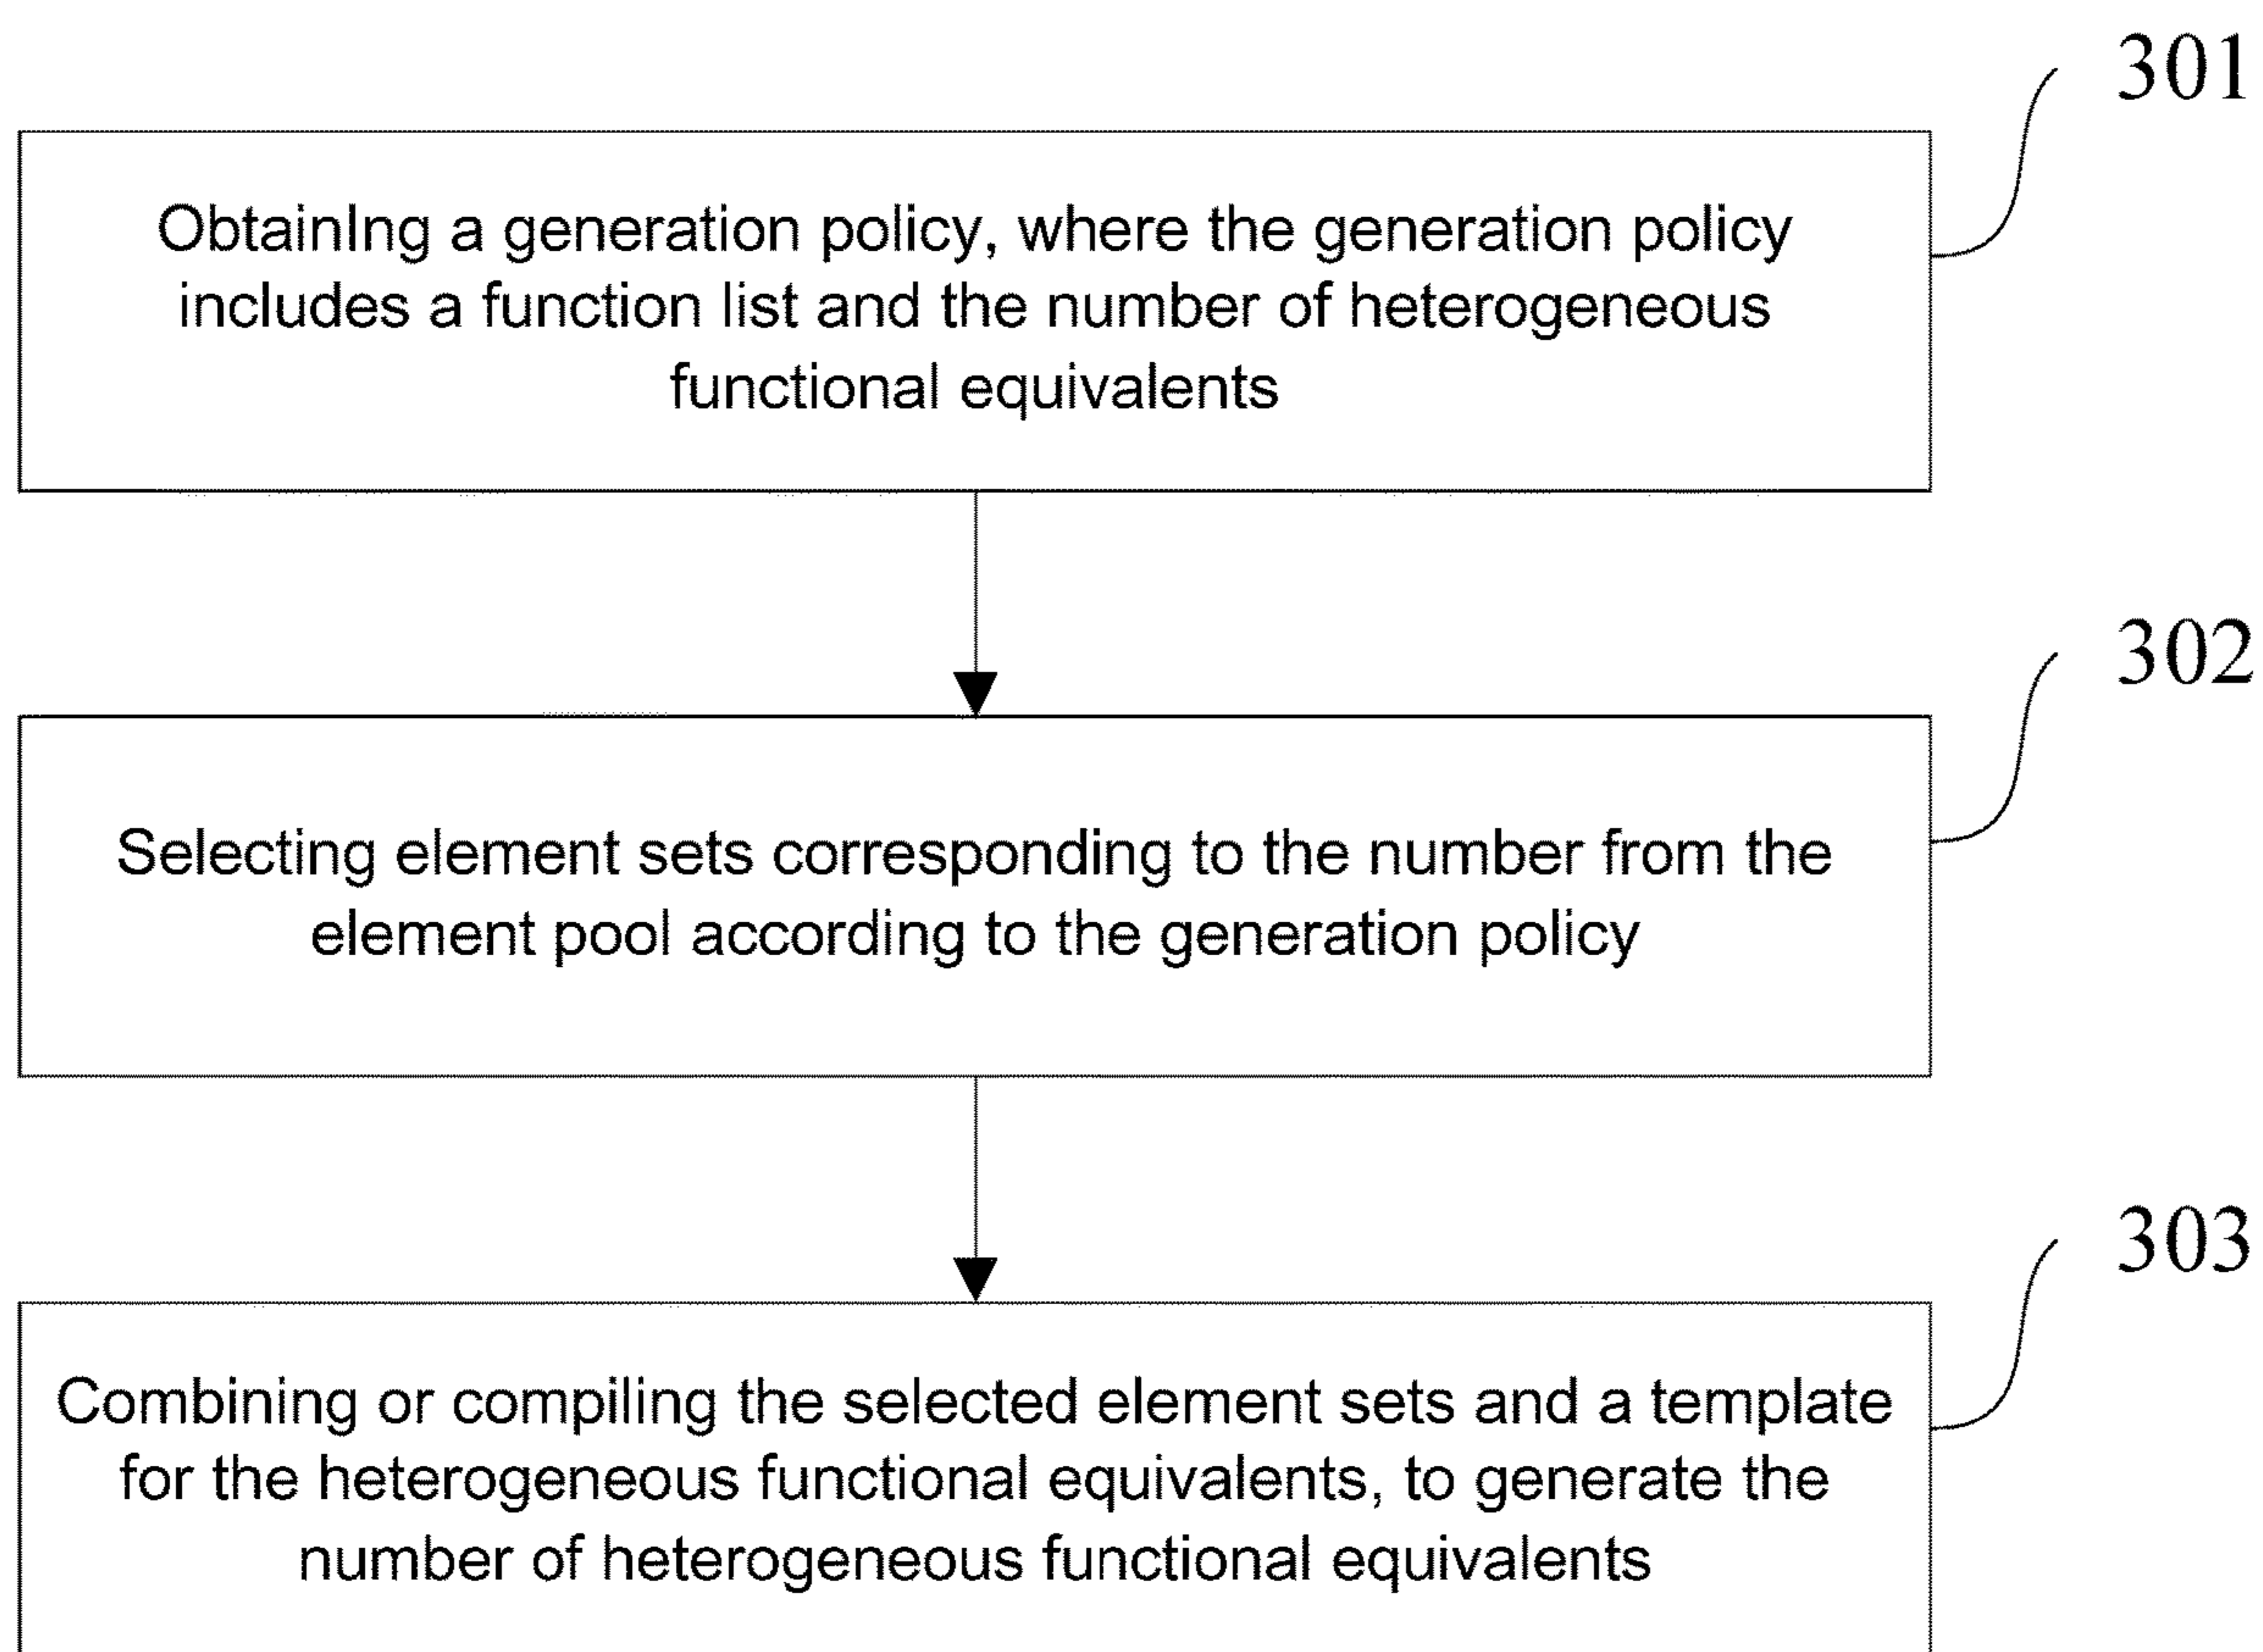 301
ObtainIng a generation policy, where the generation policy
includes a function list and the number of heterogeneous
functional equivalents
302
Selecting element sets corresponding to the number from the
element pool according to the generation policy
303
Combining or compiling the selected element sets and a template
for the heterogeneous functional equivalents, to generate the
number of heterogeneous functional equivalents